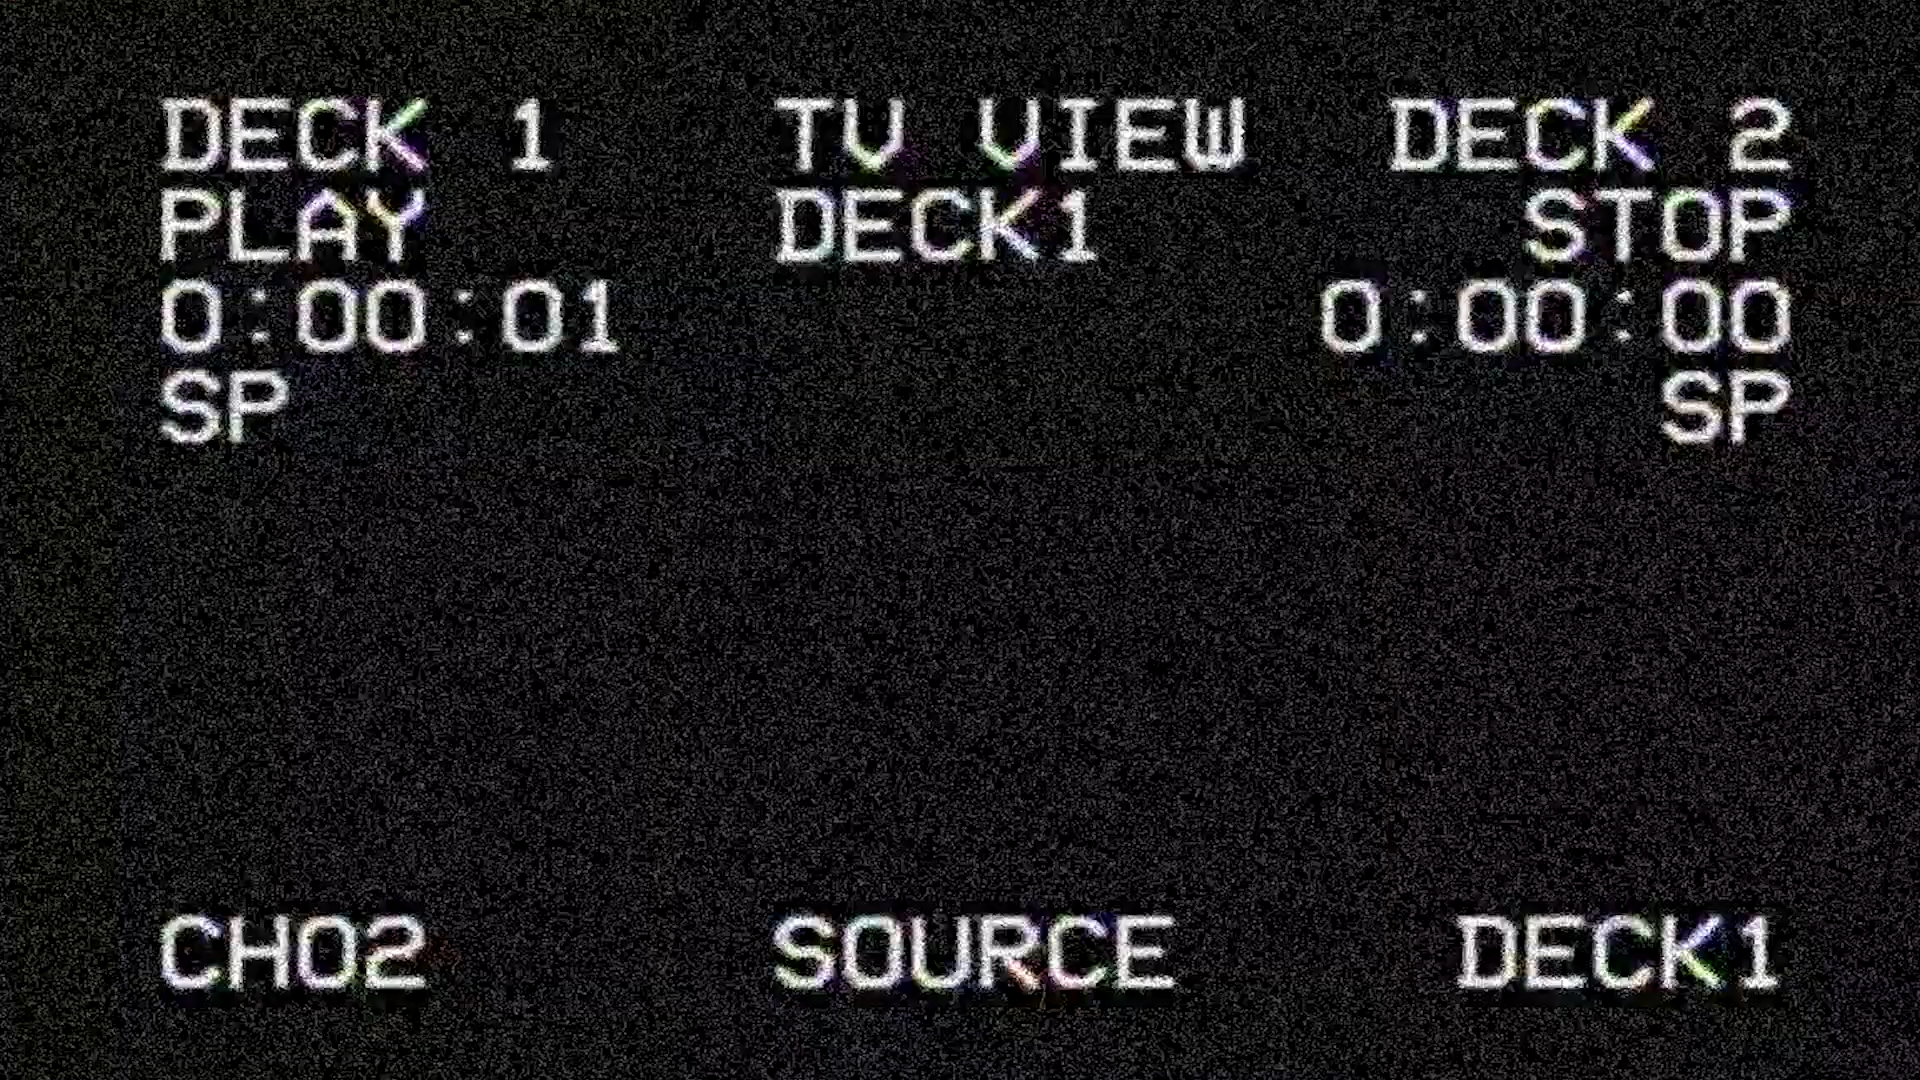 DECK 1 TV VIEW DECK 2
PLAY DECK1 STOP
0:00:01 0:00:00
SP SP
CH02 SOURCE DECK1